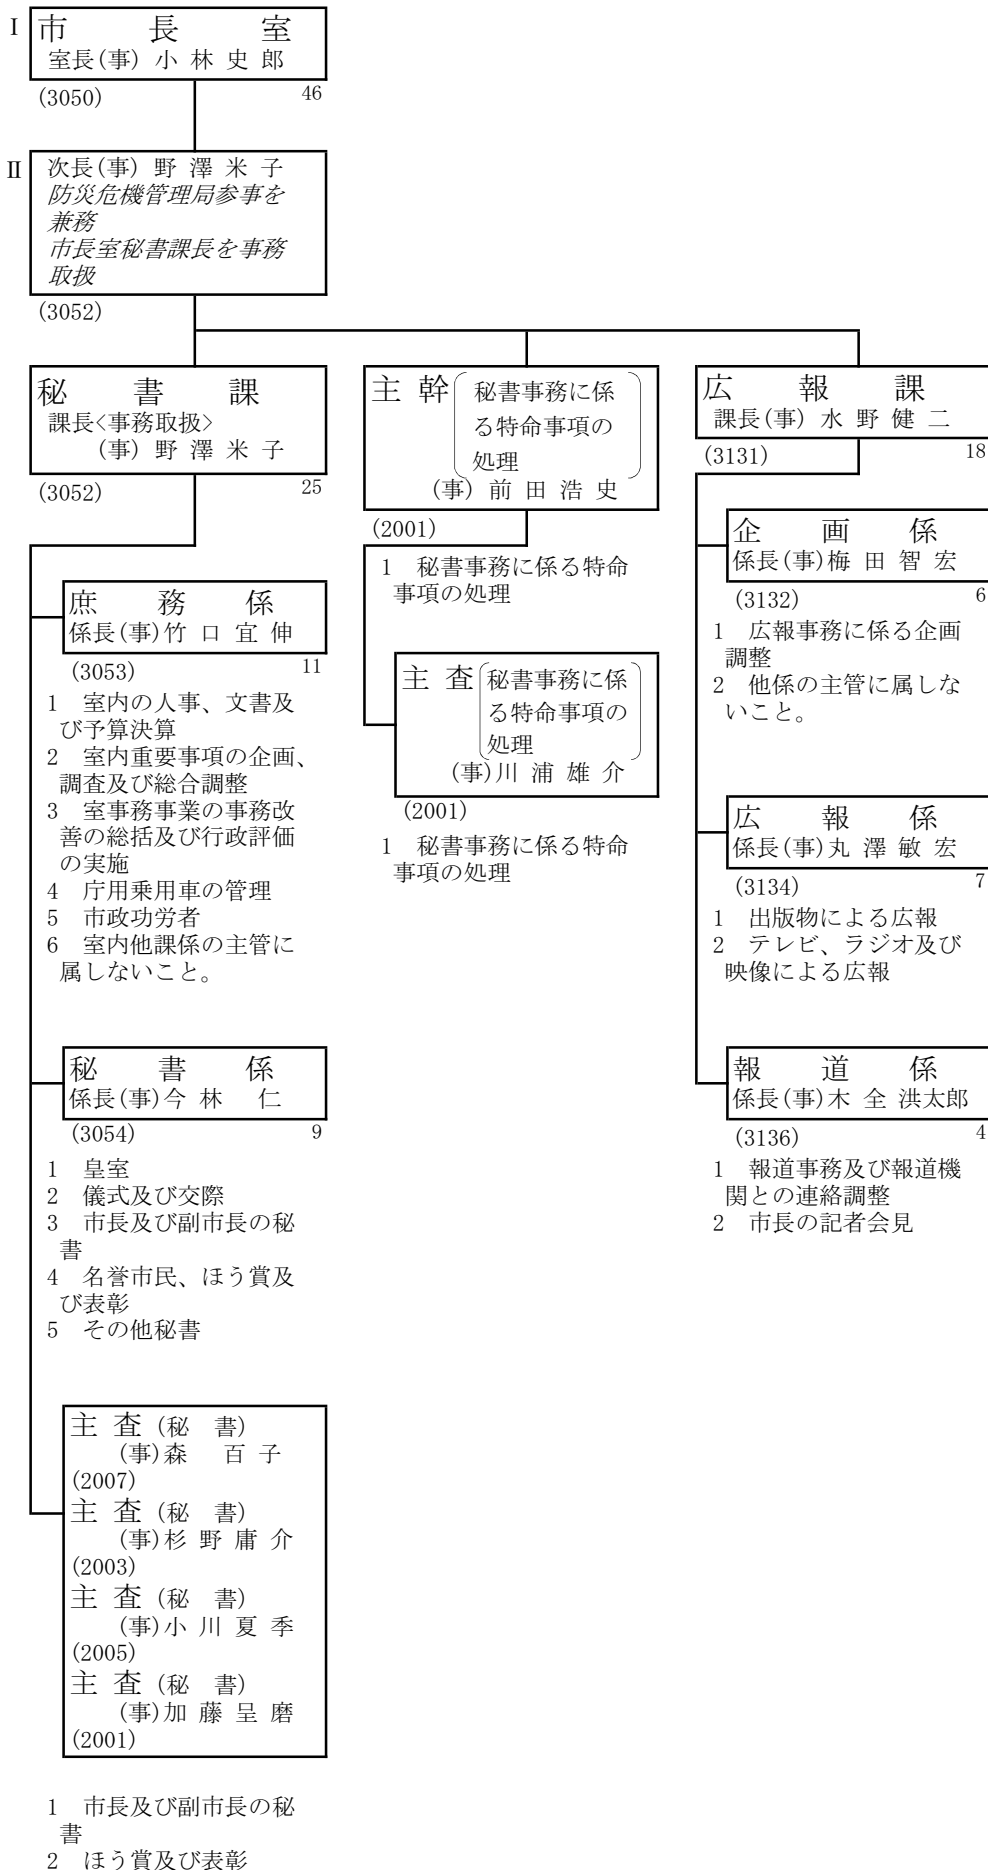 Ⅰ
市長室
室長(事) 小林史郎
(3050) 46
Ⅱ
次長(事) 野澤米子
防災危機管理局参事を
兼務
市長室秘書課長を事務
取扱
(3052)
秘書課
課長<事務取扱>
(事) 野澤米子
(3052) 25
庶務係
係長(事)竹口宜伸
(3053) 11
1 室内の人事、文書及
び予算決算
2 室内重要事項の企画、
調査及び総合調整
3 室事務事業の事務改
善の総括及び行政評価
の実施
4 庁用乗用車の管理
5 市政功労者
6 室内他課係の主管に
属しないこと。
秘書係
係長(事)今林 仁
(3054) 9
1 皇室
2 儀式及び交際
3 市長及び副市長の秘
書
4 名誉市民、ほう賞及
び表彰
5 その他秘書
主査(秘 書)
(事)森 百子
(2007)
主査(秘 書)
(事)杉野庸介
(2003)
主査(秘 書)
(事)小川夏季
(2005)
主査(秘 書)
(事)加藤呈磨
(2001)
1 市長及び副市長の秘
書
2 ほう賞及び表彰
主幹 秘書事務に係
る特命事項の
処理
(事) 前田浩史
(2001)
1 秘書事務に係る特命
事項の処理
主査 秘書事務に係
る特命事項の
処理
(事)川浦雄介
(2001)
1 秘書事務に係る特命
事項の処理
広報課
課長(事) 水野健二
(3131) 18
企画係
係長(事)梅田智宏
(3132) 6
1 広報事務に係る企画
調整
2 他係の主管に属しな
いこと。
広報係
係長(事)丸澤敏宏
(3134) 7
1 出版物による広報
2 テレビ、ラジオ及び
映像による広報
報道係
係長(事)木全洪太郎
(3136) 4
1 報道事務及び報道機
関との連絡調整
2 市長の記者会見